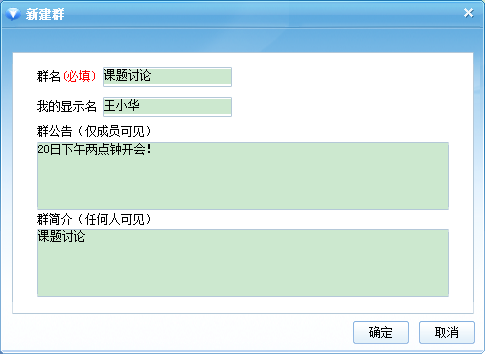 新建群
群名(必填) 课题讨论
我的显示名 王小华
群公告（仅成员可见）
20日下午两点钟开会！
群简介（任何人可见）
课题讨论
确定 取消